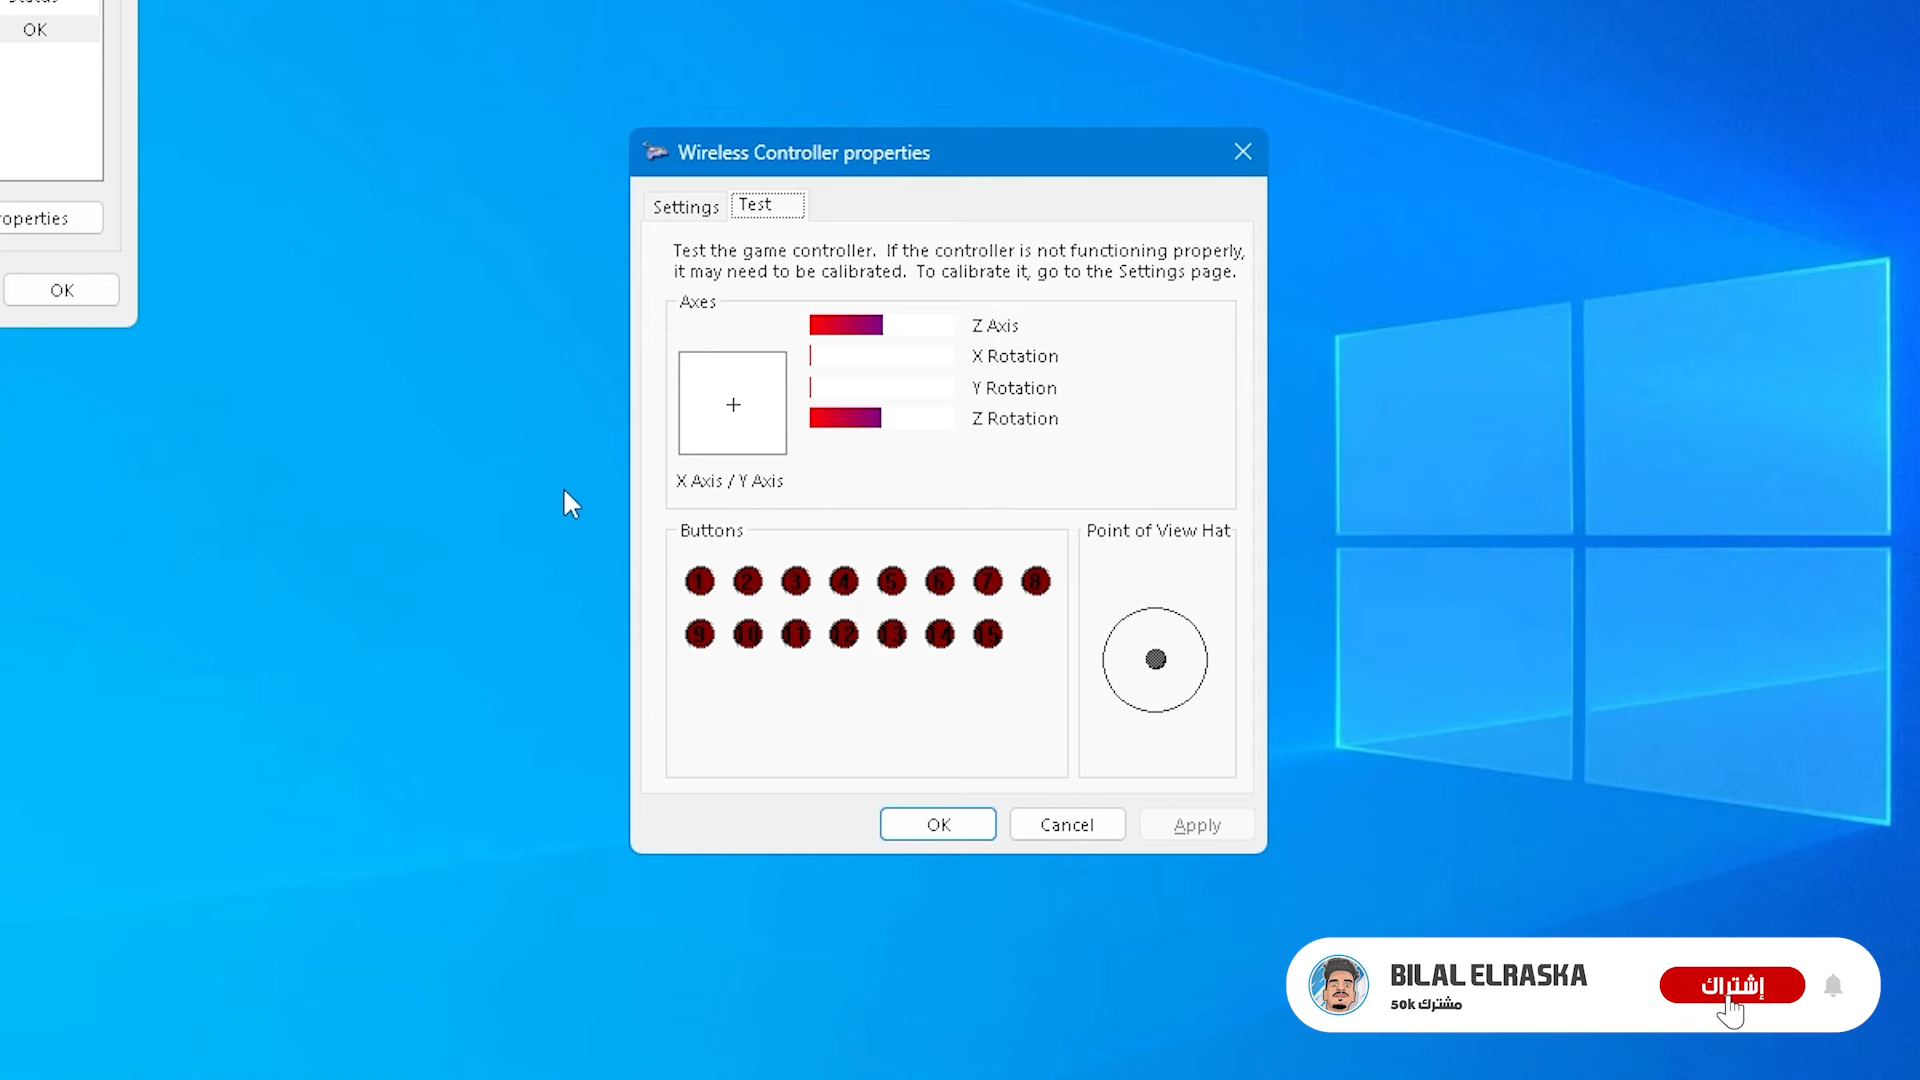 OK
roperties
OK
Wireless Controller properties
Settings
Test
Test the game controller. If the controller is not functioning properly,
it may need to be calibrated. To calibrate it, go to the Settings page.
Axes
Z Axis
X Rotation
Y Rotation
Z Rotation
X Axis / Y Axis
Buttons
Point of View Hat
1 2 3 4 5 6 7 8
9 10 11 12 13 14 15
OK
Cancel
Apply
BILAL ELRASKA
50k مشترك
إشتراك